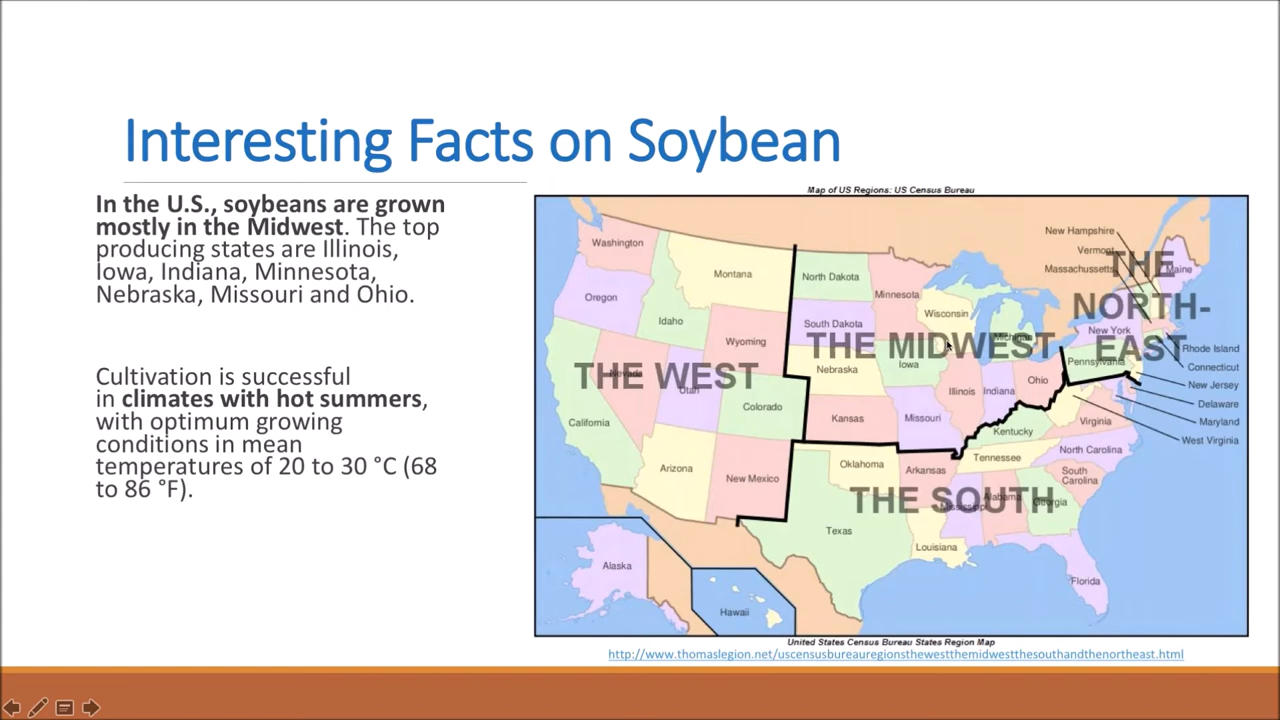 Interesting Facts on Soybean
In the U.S., soybeans are grown
mostly in the Midwest. The top
producing states are Illinois,
Iowa, Indiana, Minnesota,
Nebraska, Missouri and Ohio.
Cultivation is successful
in climates with hot summers,
with optimum growing
conditions in mean
temperatures of 20 to 30 °C (68
to 86 °F).
Map of US Regions: US Census Bureau
Washington
Oregon
Idaho
Montana
Wyoming
Nevada
Utah
Colorado
California
Arizona
New Mexico
THE WEST
Alaska
Hawaii
North Dakota
South Dakota
Nebraska
Kansas
Minnesota
Wisconsin
Michigan
Iowa
Illinois
Indiana
Ohio
Missouri
THE MIDWEST
Oklahoma
Texas
Arkansas
Louisiana
Mississippi
Alabama
Georgia
Florida
Tennessee
Kentucky
South
Carolina
North Carolina
Virginia
THE SOUTH
New Hampshire
Vermont
Massachusetts
Maine
New York
Pennsylvania
THE
NORTH-
EAST
Rhode Island
Connecticut
New Jersey
Delaware
Maryland
West Virginia
United States Census Bureau States Region Map
http://www.thomaslegion.net/uscensusbureauregionsthewestthemidwestthesouthandthenortheast.html